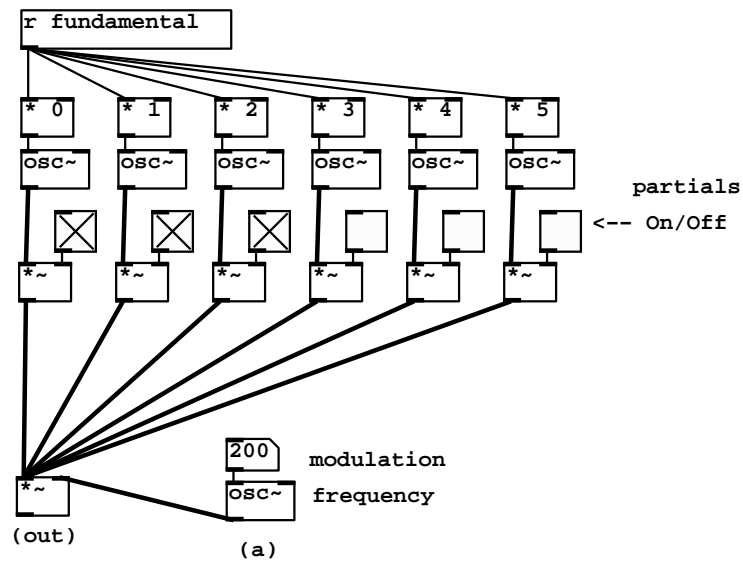 r fundamental
* 0 * 1 * 2 * 3 * 4 * 5
osc~ osc~ osc~ osc~ osc~ osc~
partials
<-- On/Off
*~ *~ *~ *~ *~ *~
200
modulation
*~ osc~ frequency
(out)
(a)